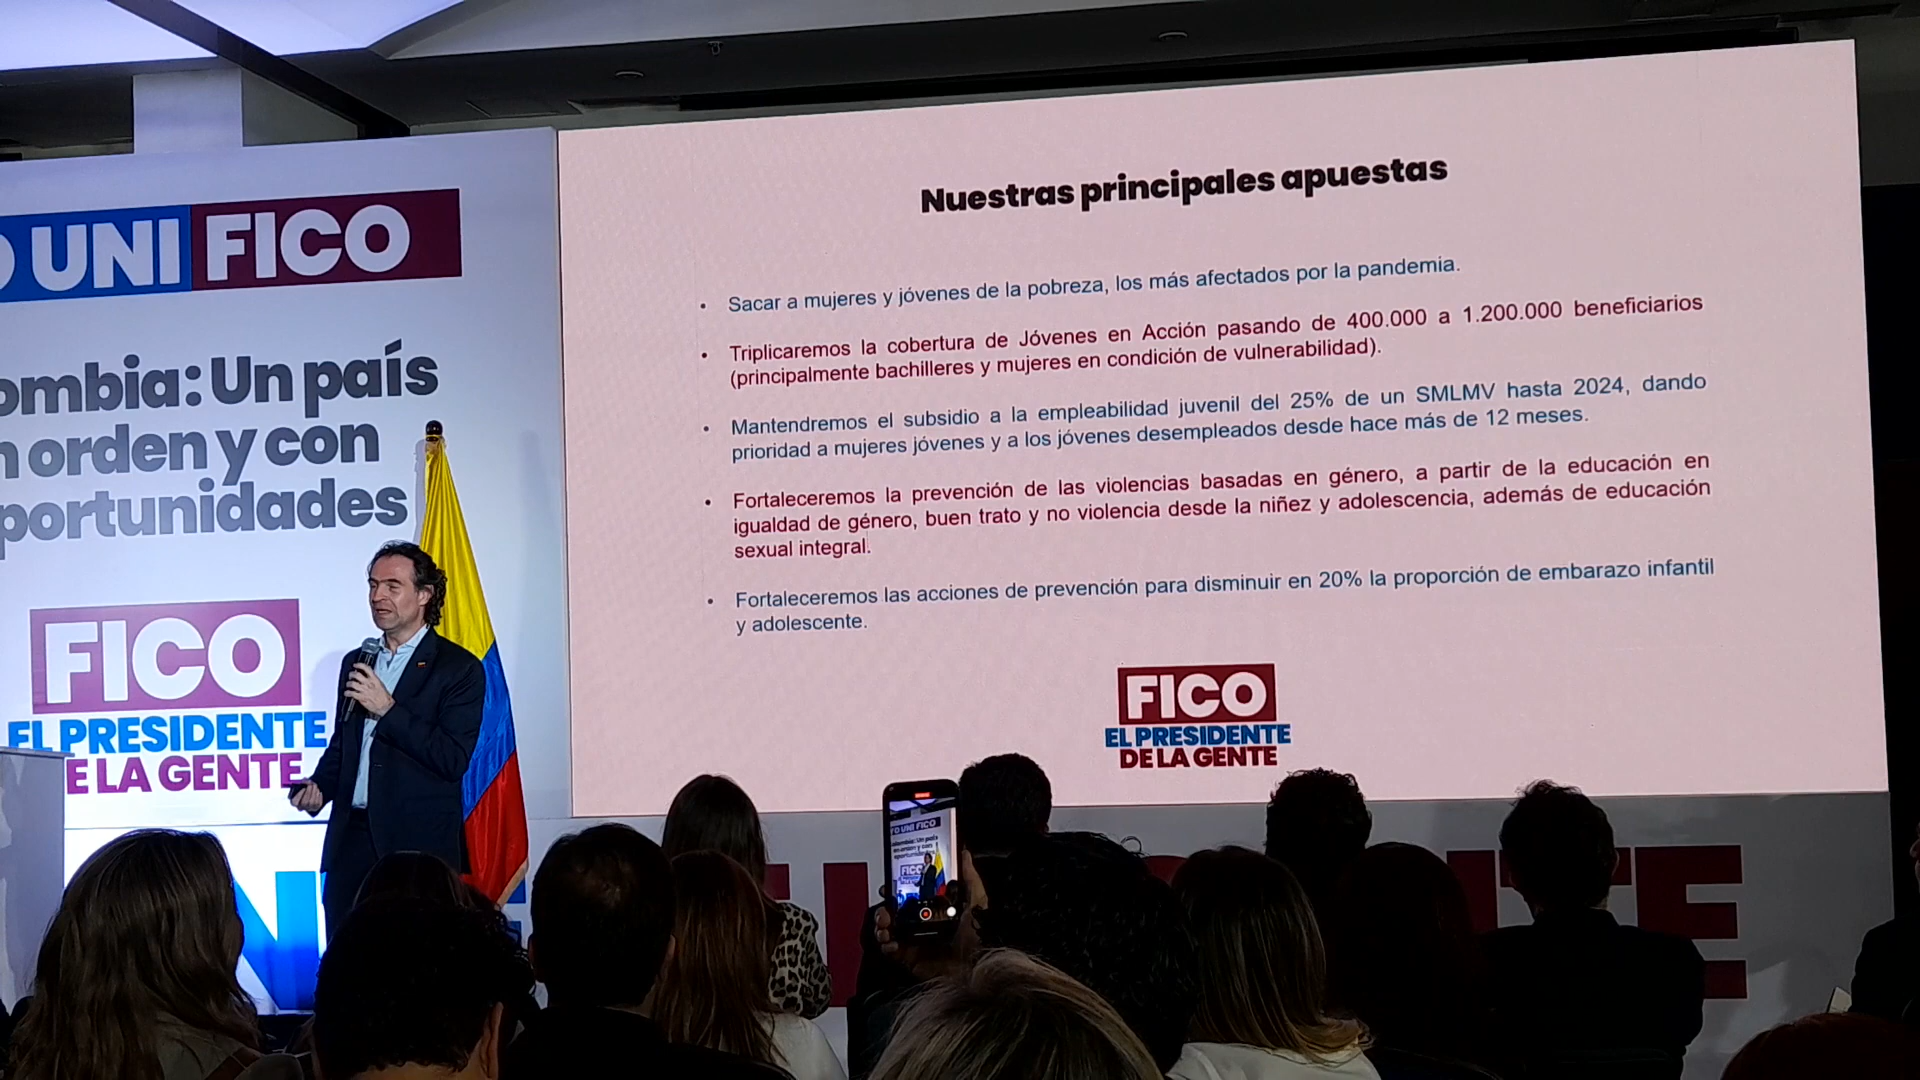 UNI FICO
ombia: Un país
n orden y con
portunidades
FICO
EL PRESIDENTE
E LA GENTE
Nuestras principales apuestas
• Sacar a mujeres y jóvenes de la pobreza, los más afectados por la pandemia.
• Triplicaremos la cobertura de Jóvenes en Acción pasando de 400.000 a 1.200.000 beneficiarios
(principalmente bachilleres y mujeres en condición de vulnerabilidad).
• Mantendremos el subsidio a la empleabilidad juvenil del 25% de un SMLMV hasta 2024, dando
prioridad a mujeres jóvenes y a los jóvenes desempleados desde hace más de 12 meses.
• Fortaleceremos la prevención de las violencias basadas en género, a partir de la educación en
igualdad de género, buen trato y no violencia desde la niñez y adolescencia, además de educación
sexual integral.
• Fortaleceremos las acciones de prevención para disminuir en 20% la proporción de embarazo infantil
y adolescente.
FICO
EL PRESIDENTE
DE LA GENTE